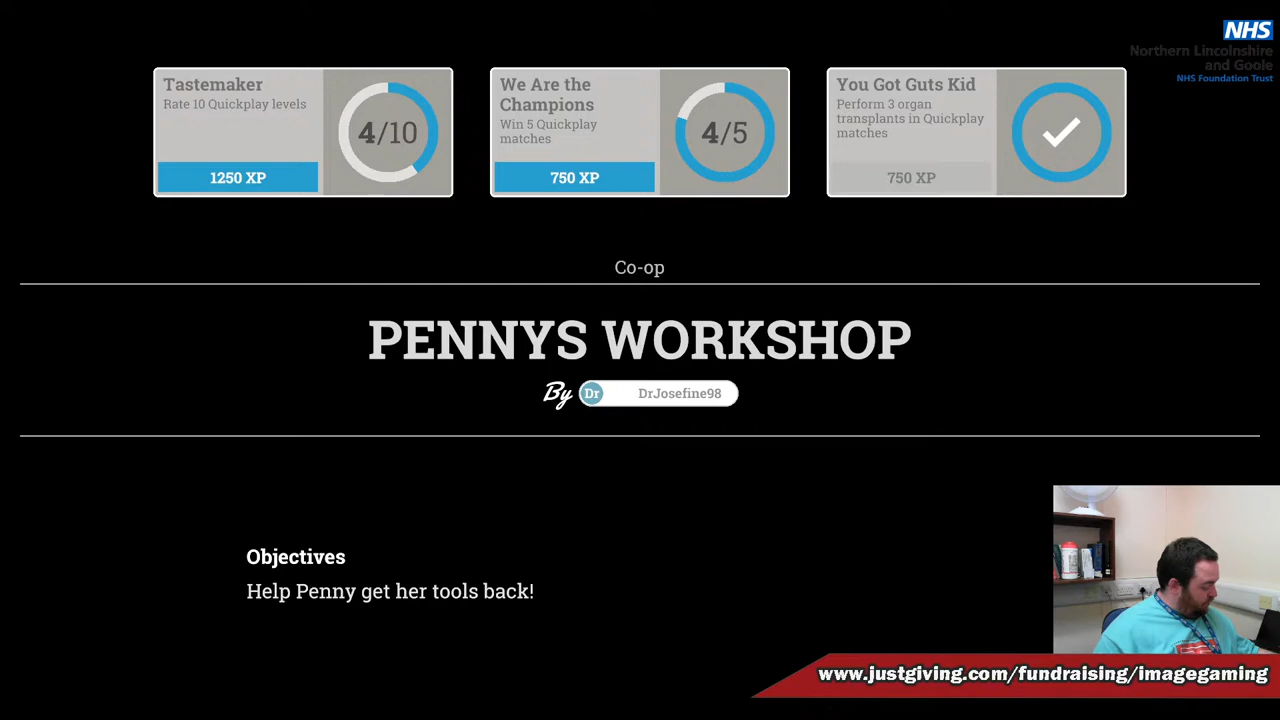 NHS
Northern Lincolnshire
and Goole
NHS Foundation Trust
Tastemaker
Rate 10 Quickplay levels
4/10
1250 XP
We Are the
Champions
Win 5 Quickplay
matches
4/5
750 XP
You Got Guts Kid
Perform 3 organ
transplants in Quickplay
matches
750 XP
Co-op
PENNYS WORKSHOP
By Dr DrJosefine98
Objectives
Help Penny get her tools back!
www.justgiving.com/fundraising/imagegaming